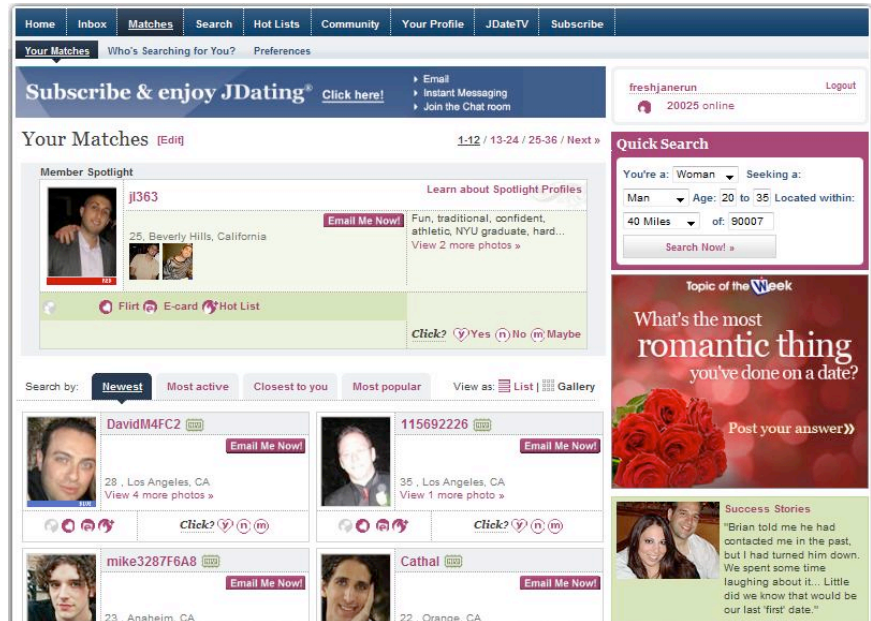 Home Inbox Matches Search Hot Lists Community Your Profile JDateTV Subscribe
Your Matches Who's Searching for You? Preferences
Subscribe & enjoy JDating® Click here!
Email
Instant Messaging
Join the Chat room
freshjanerun Logout
20025 online
Your Matches [Edit] 1-12 / 13-24 / 25-36 / Next »
Member Spotlight
jl363 Learn about Spotlight Profiles
Email Me Now!
25, Beverly Hills, California
Fun, traditional, confident,
athletic, NYU graduate, hard...
View 2 more photos »
RED
Flirt E-card Hot List
Click? y Yes n No m Maybe
Quick Search
You're a: Woman Seeking a:
Man Age: 20 to 35 Located within:
40 Miles of: 90007
Search Now! »
Topic of the Week
What's the most
romantic thing
you've done on a date?
Post your answer»
Search by: Newest Most active Closest to you Most popular View as: List | Gallery
DavidM4FC2
Email Me Now!
28 , Los Angeles, CA
View 4 more photos »
BLUE
Click? y n m
115692226
Email Me Now!
35 , Los Angeles, CA
View 1 more photo »
Click? y n m
mike3287F6A8
Email Me Now!
23 , Anaheim, CA
Cathal
Email Me Now!
22 , Orange, CA
Success Stories
"Brian told me he had
contacted me in the past,
but I had turned him down.
We spent some time
laughing about it... Little
did we know that would be
our last 'first' date."